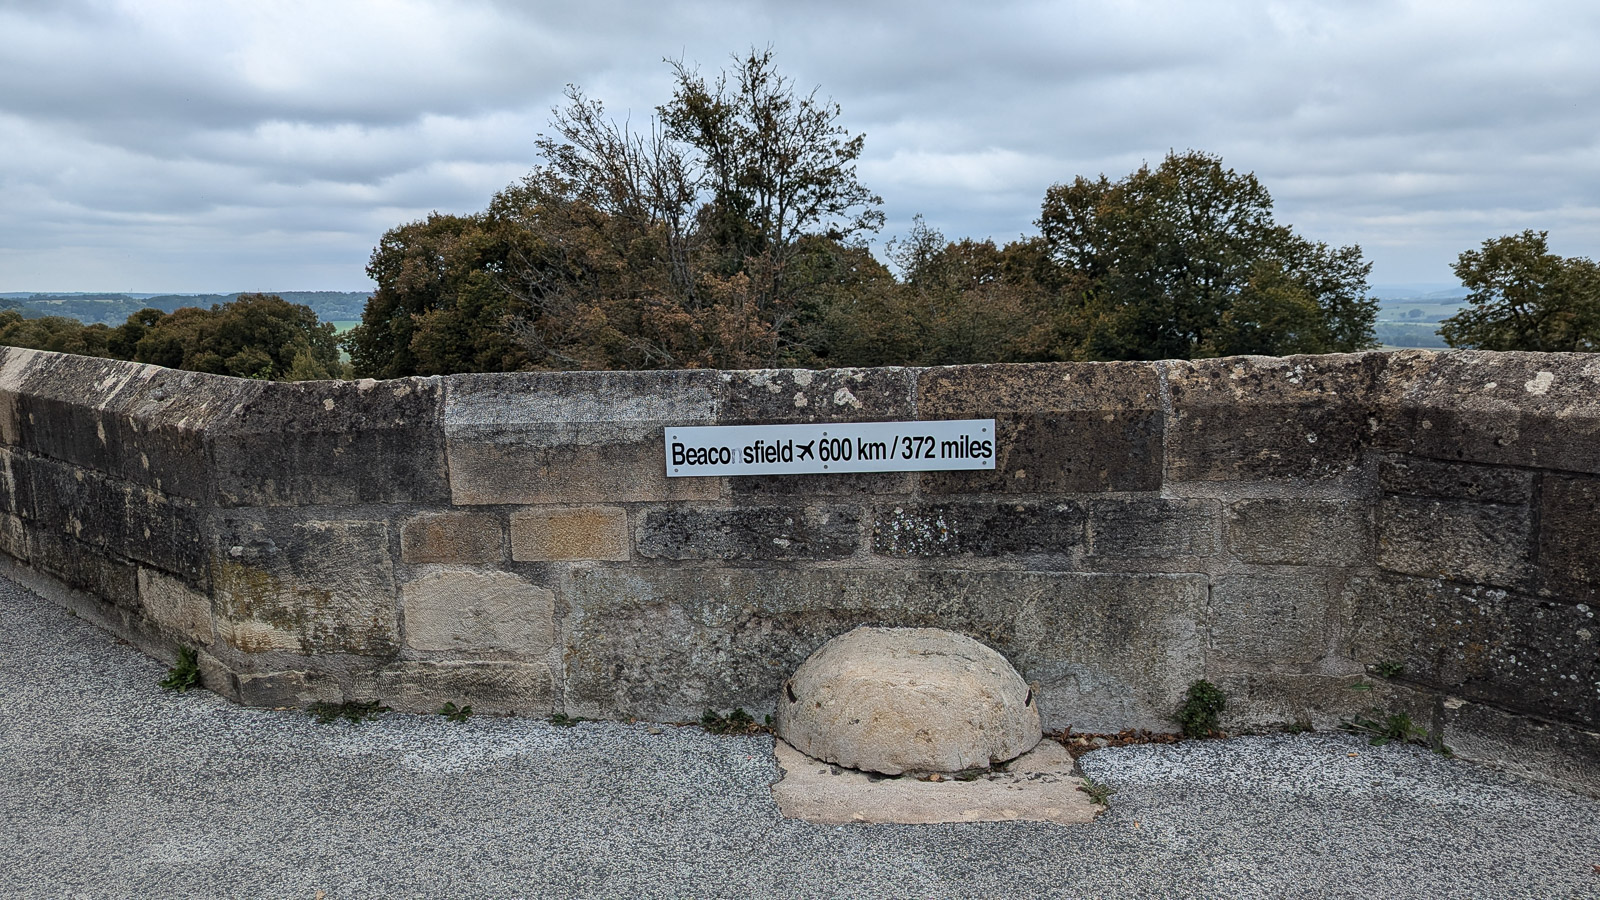 Beaconsfield ✈ 600 km / 372 miles